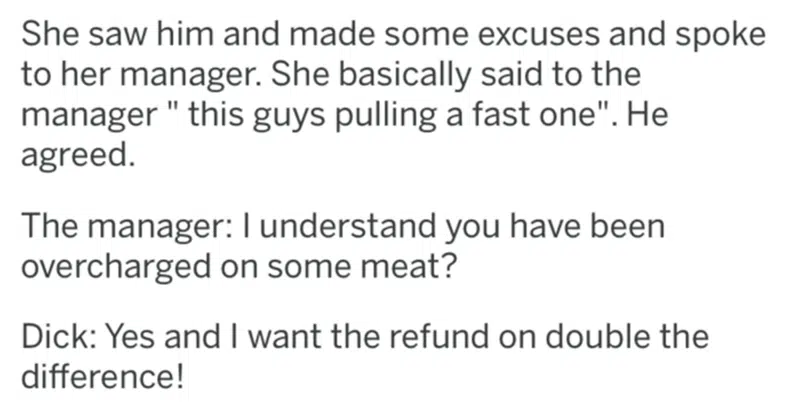 She saw him and made some excuses and spoke
to her manager. She basically said to the
manager " this guys pulling a fast one". He
agreed.
The manager: I understand you have been
overcharged on some meat?
Dick: Yes and I want the refund on double the
difference!